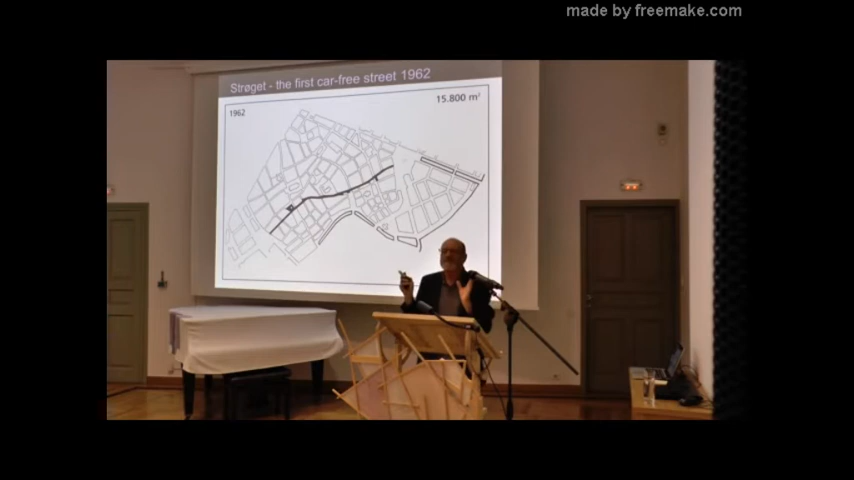 made by freemake.com
Strøget - the first car-free street 1962
1962
15.800 m²